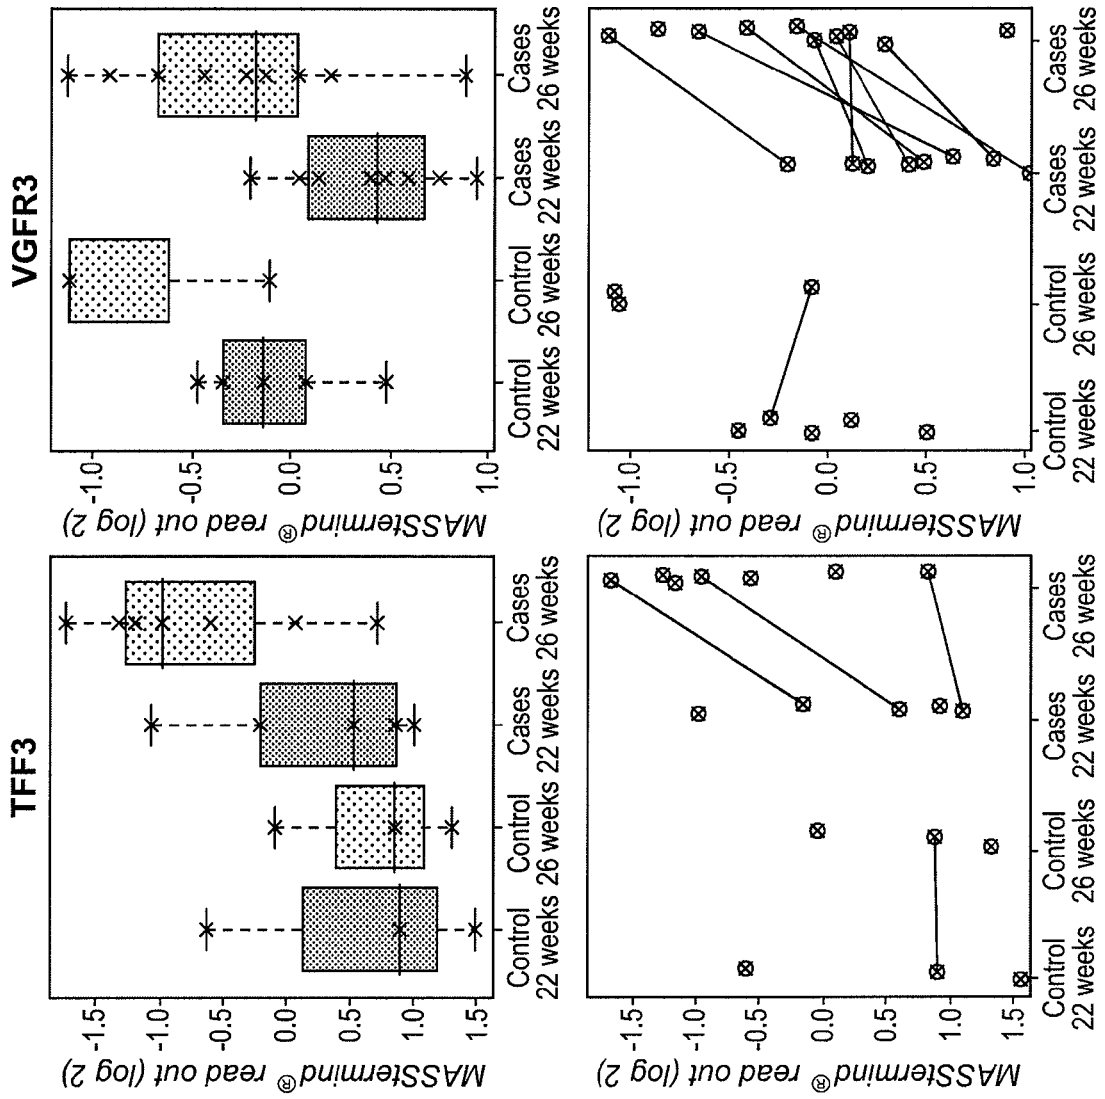 TFF3
MASStermind® read out (log 2)
-1.5
-1.0
-0.5
0.0
0.5
1.0
1.5
Control Control Cases Cases
22 weeks 26 weeks 22 weeks 26 weeks
VGFR3
MASStermind® read out (log 2)
-1.0
-0.5
0.0
0.5
1.0
Control Control Cases Cases
22 weeks 26 weeks 22 weeks 26 weeks
MASStermind® read out (log 2)
-1.5
-1.0
-0.5
0.0
0.5
1.0
1.5
Control Control Cases Cases
22 weeks 26 weeks 22 weeks 26 weeks
MASStermind® read out (log 2)
-1.0
-0.5
0.0
0.5
1.0
Control Control Cases Cases
22 weeks 26 weeks 22 weeks 26 weeks